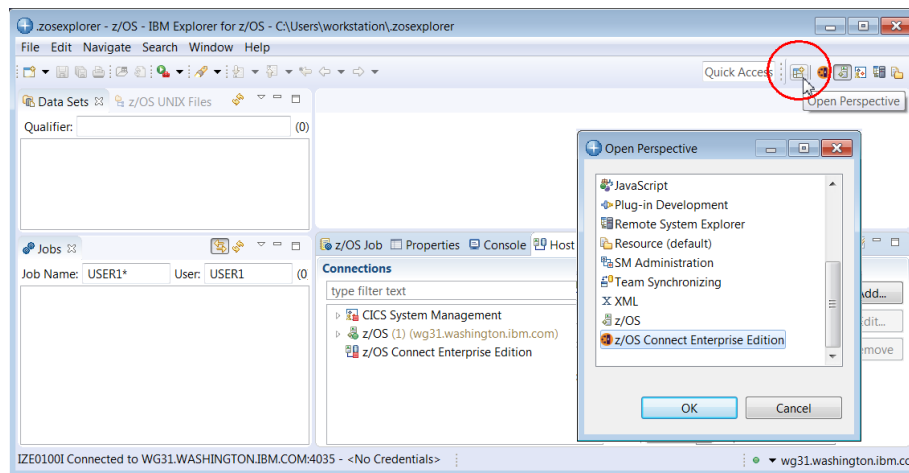 .zosexplorer - z/OS - IBM Explorer for z/OS - C:\Users\workstation\.zosexplorer
File Edit Navigate Search Window Help
Quick Access
Open Perspective
Data Sets z/OS UNIX Files
Qualifier: (0)
Open Perspective
JavaScript
Plug-in Development
Remote System Explorer
Resource (default)
SM Administration
Team Synchronizing
XML
z/OS
z/OS Connect Enterprise Edition
OK Cancel
Jobs
Job Name: USER1* User: USER1 (0
z/OS Job Properties Console Host
Connections
type filter text
CICS System Management
z/OS (1) (wg31.washington.ibm.com)
z/OS Connect Enterprise Edition
Add...
dit...
move
IZE0100I Connected to WG31.WASHINGTON.IBM.COM:4035 - <No Credentials>
wg31.washington.ibm.co